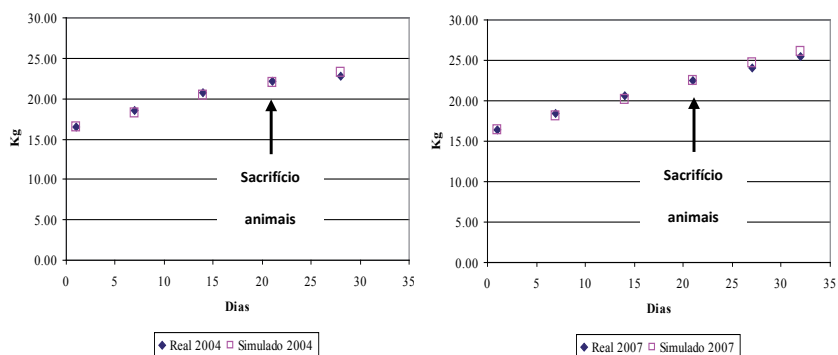 30.00
25.00
20.00
15.00
10.00
5.00
0.00
Kg
0 5 10 15 20 25 30 35
Dias
Sacrifício
animais
Real 2004 Simulado 2004
30.00
25.00
20.00
15.00
10.00
5.00
0.00
Kg
0 5 10 15 20 25 30 35
Dias
Sacrifício
animais
Real 2007 Simulado 2007